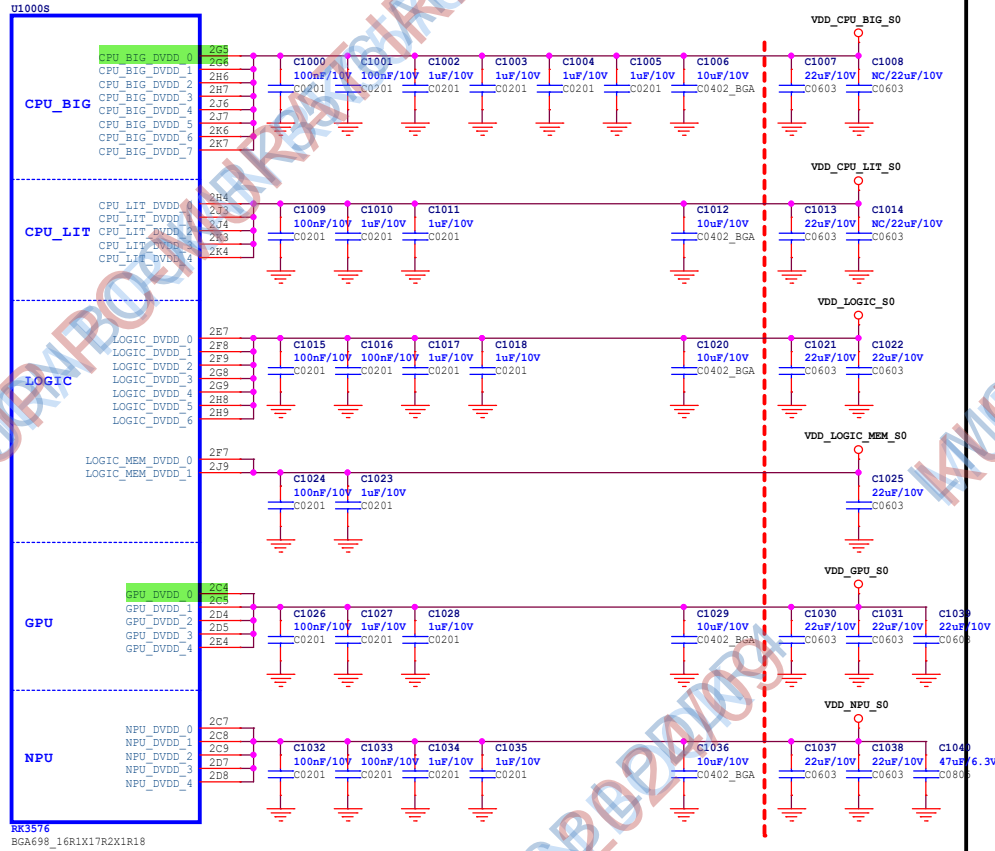 U1000S
VDD_CPU_BIG_S0
CPU_BIG
CPU_BIG_DVDD_0 2G5
CPU_BIG_DVDD_1 2G6
CPU_BIG_DVDD_2 2H6
CPU_BIG_DVDD_3 2H7
CPU_BIG_DVDD_4 2J6
CPU_BIG_DVDD_5 2J7
CPU_BIG_DVDD_6 2K6
CPU_BIG_DVDD_7 2K7
C1000 C1001 C1002 C1003 C1004 C1005 C1006 C1007 C1008
100nF/10V 100nF/10V 1uF/10V 1uF/10V 1uF/10V 1uF/10V 10uF/10V 22uF/10V NC/22uF/10V
C0201 C0201 C0201 C0201 C0201 C0201 C0402_BGA C0603 C0603
VDD_CPU_LIT_S0
CPU_LIT
CPU_LIT_DVDD_0 2H4
CPU_LIT_DVDD_1 2J3
CPU_LIT_DVDD_2 2J4
CPU_LIT_DVDD_3 2K3
CPU_LIT_DVDD_4 2K4
C1009 C1010 C1011 C1012 C1013 C1014
100nF/10V 1uF/10V 1uF/10V 10uF/10V 22uF/10V NC/22uF/10V
C0201 C0201 C0201 C0402_BGA C0603 C0603
VDD_LOGIC_S0
LOGIC
LOGIC_DVDD_0 2E7
LOGIC_DVDD_1 2F8
LOGIC_DVDD_2 2F9
LOGIC_DVDD_3 2G8
LOGIC_DVDD_4 2G9
LOGIC_DVDD_5 2H8
LOGIC_DVDD_6 2H9
C1015 C1016 C1017 C1018 C1020 C1021 C1022
100nF/10V 100nF/10V 1uF/10V 1uF/10V 10uF/10V 22uF/10V 22uF/10V
C0201 C0201 C0201 C0201 C0402_BGA C0603 C0603
VDD_LOGIC_MEM_S0
LOGIC_MEM_DVDD_0 2F7
LOGIC_MEM_DVDD_1 2J9
C1024 C1023 C1025
100nF/10V 1uF/10V 22uF/10V
C0201 C0201 C0603
VDD_GPU_S0
GPU
GPU_DVDD_0 2C4
GPU_DVDD_1 2C5
GPU_DVDD_2 2D4
GPU_DVDD_3 2D5
GPU_DVDD_4 2E4
C1026 C1027 C1028 C1029 C1030 C1031 C1039
100nF/10V 1uF/10V 1uF/10V 10uF/10V 22uF/10V 22uF/10V 22uF/10V
C0201 C0201 C0201 C0402_BGA C0603 C0603 C0603
VDD_NPU_S0
NPU
NPU_DVDD_0 2C7
NPU_DVDD_1 2C8
NPU_DVDD_2 2C9
NPU_DVDD_3 2D7
NPU_DVDD_4 2D8
C1032 C1033 C1034 C1035 C1036 C1037 C1038 C1040
100nF/10V 100nF/10V 1uF/10V 1uF/10V 10uF/10V 22uF/10V 22uF/10V 47uF/6.3V
C0201 C0201 C0201 C0201 C0402_BGA C0603 C0603 C0805
RK3576
BGA698_16R1X17R2X1R18